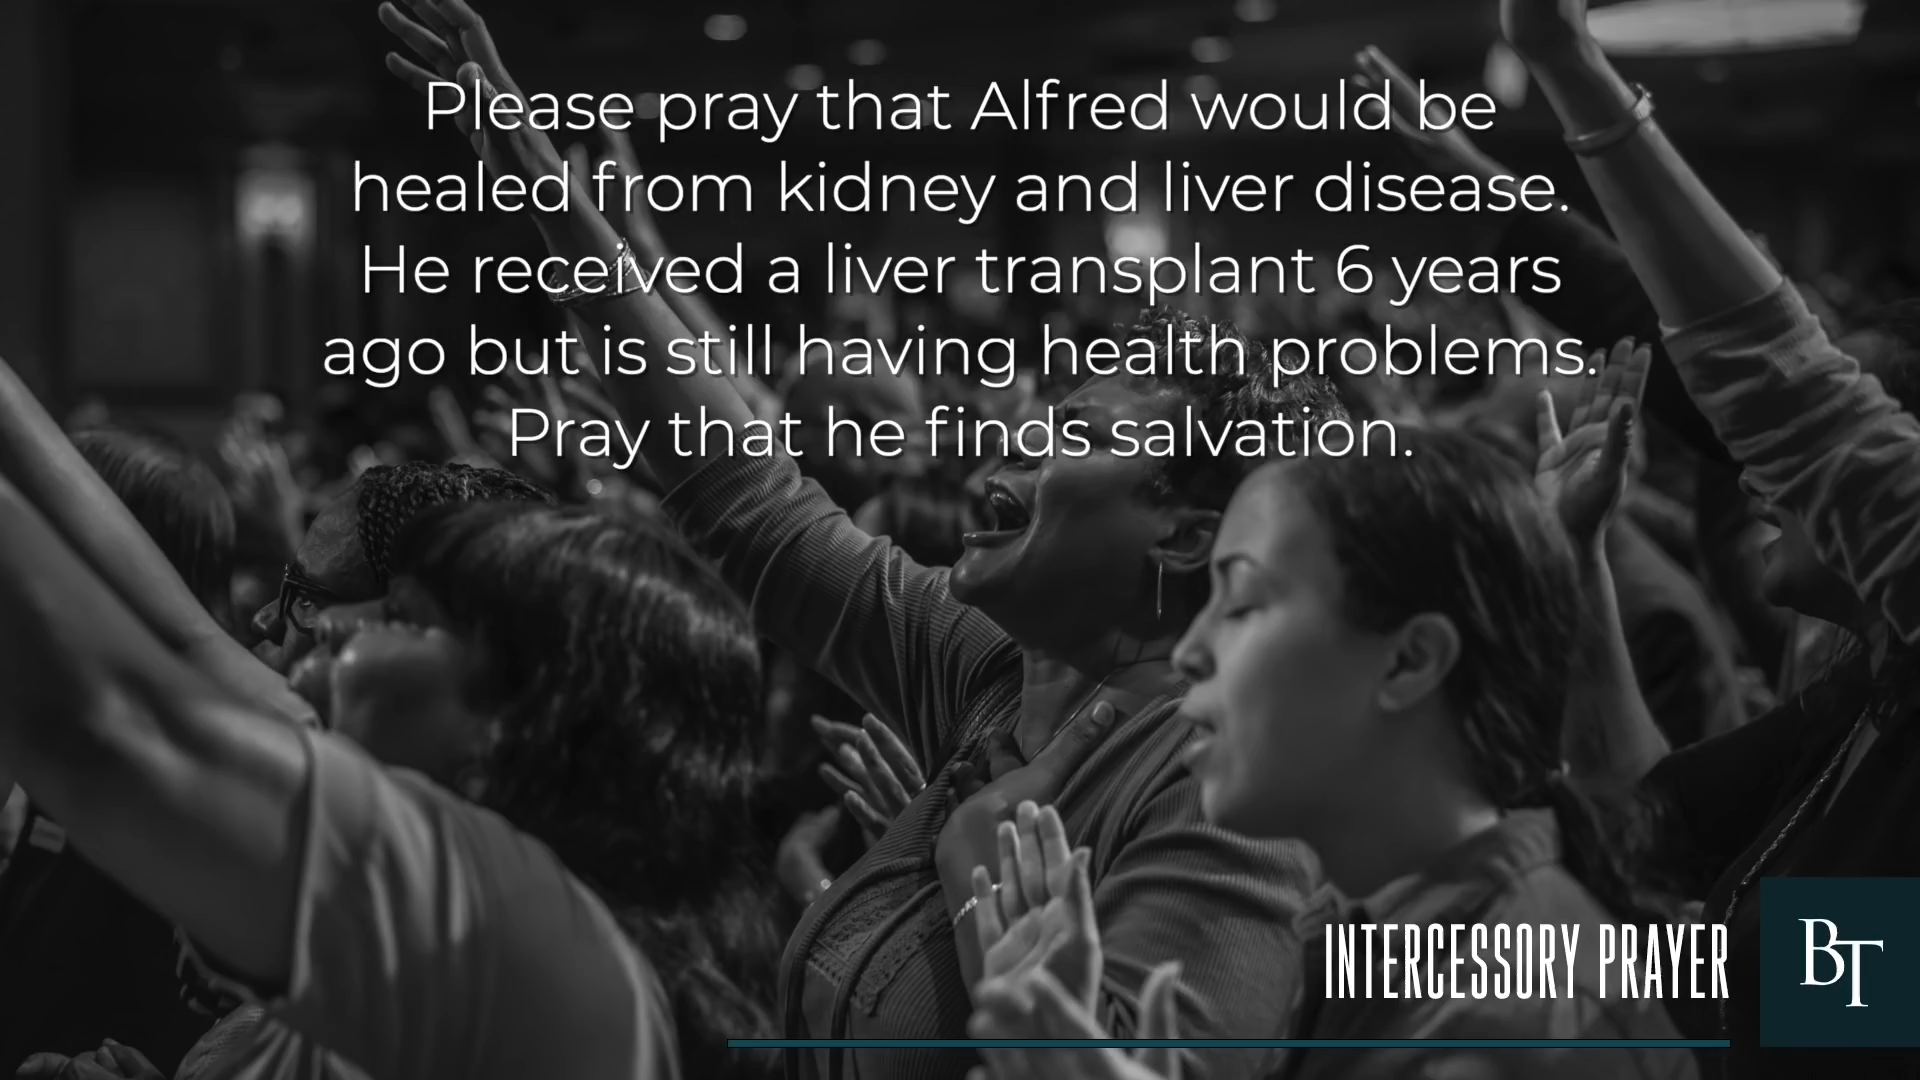 Please pray that Alfred would be
healed from kidney and liver disease.
He received a liver transplant 6 years
ago but is still having health problems.
Pray that he finds salvation.
INTERCESSORY PRAYER
BT